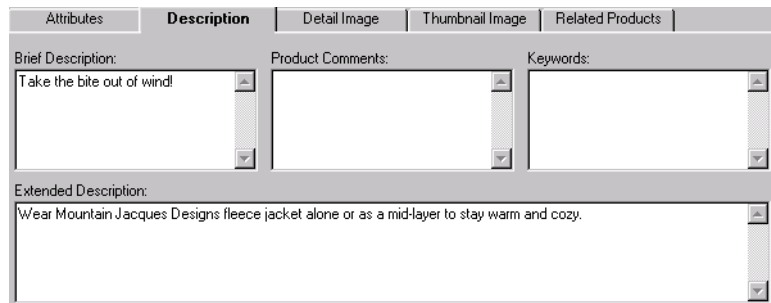 Attributes
Description
Detail Image
Thumbnail Image
Related Products
Brief Description:
Product Comments:
Keywords:
Take the bite out of wind!
Extended Description:
Wear Mountain Jacques Designs fleece jacket alone or as a mid-layer to stay warm and cozy.